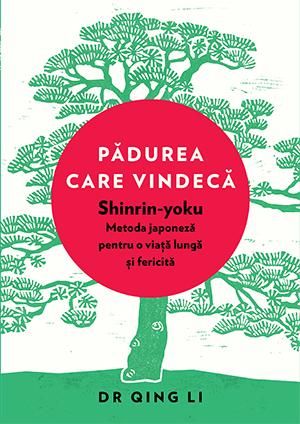 PĂDUREA
CARE VINDECĂ
Shinrin-yoku
Metoda japoneză
pentru o viață lungă
și fericită
DR QING LI